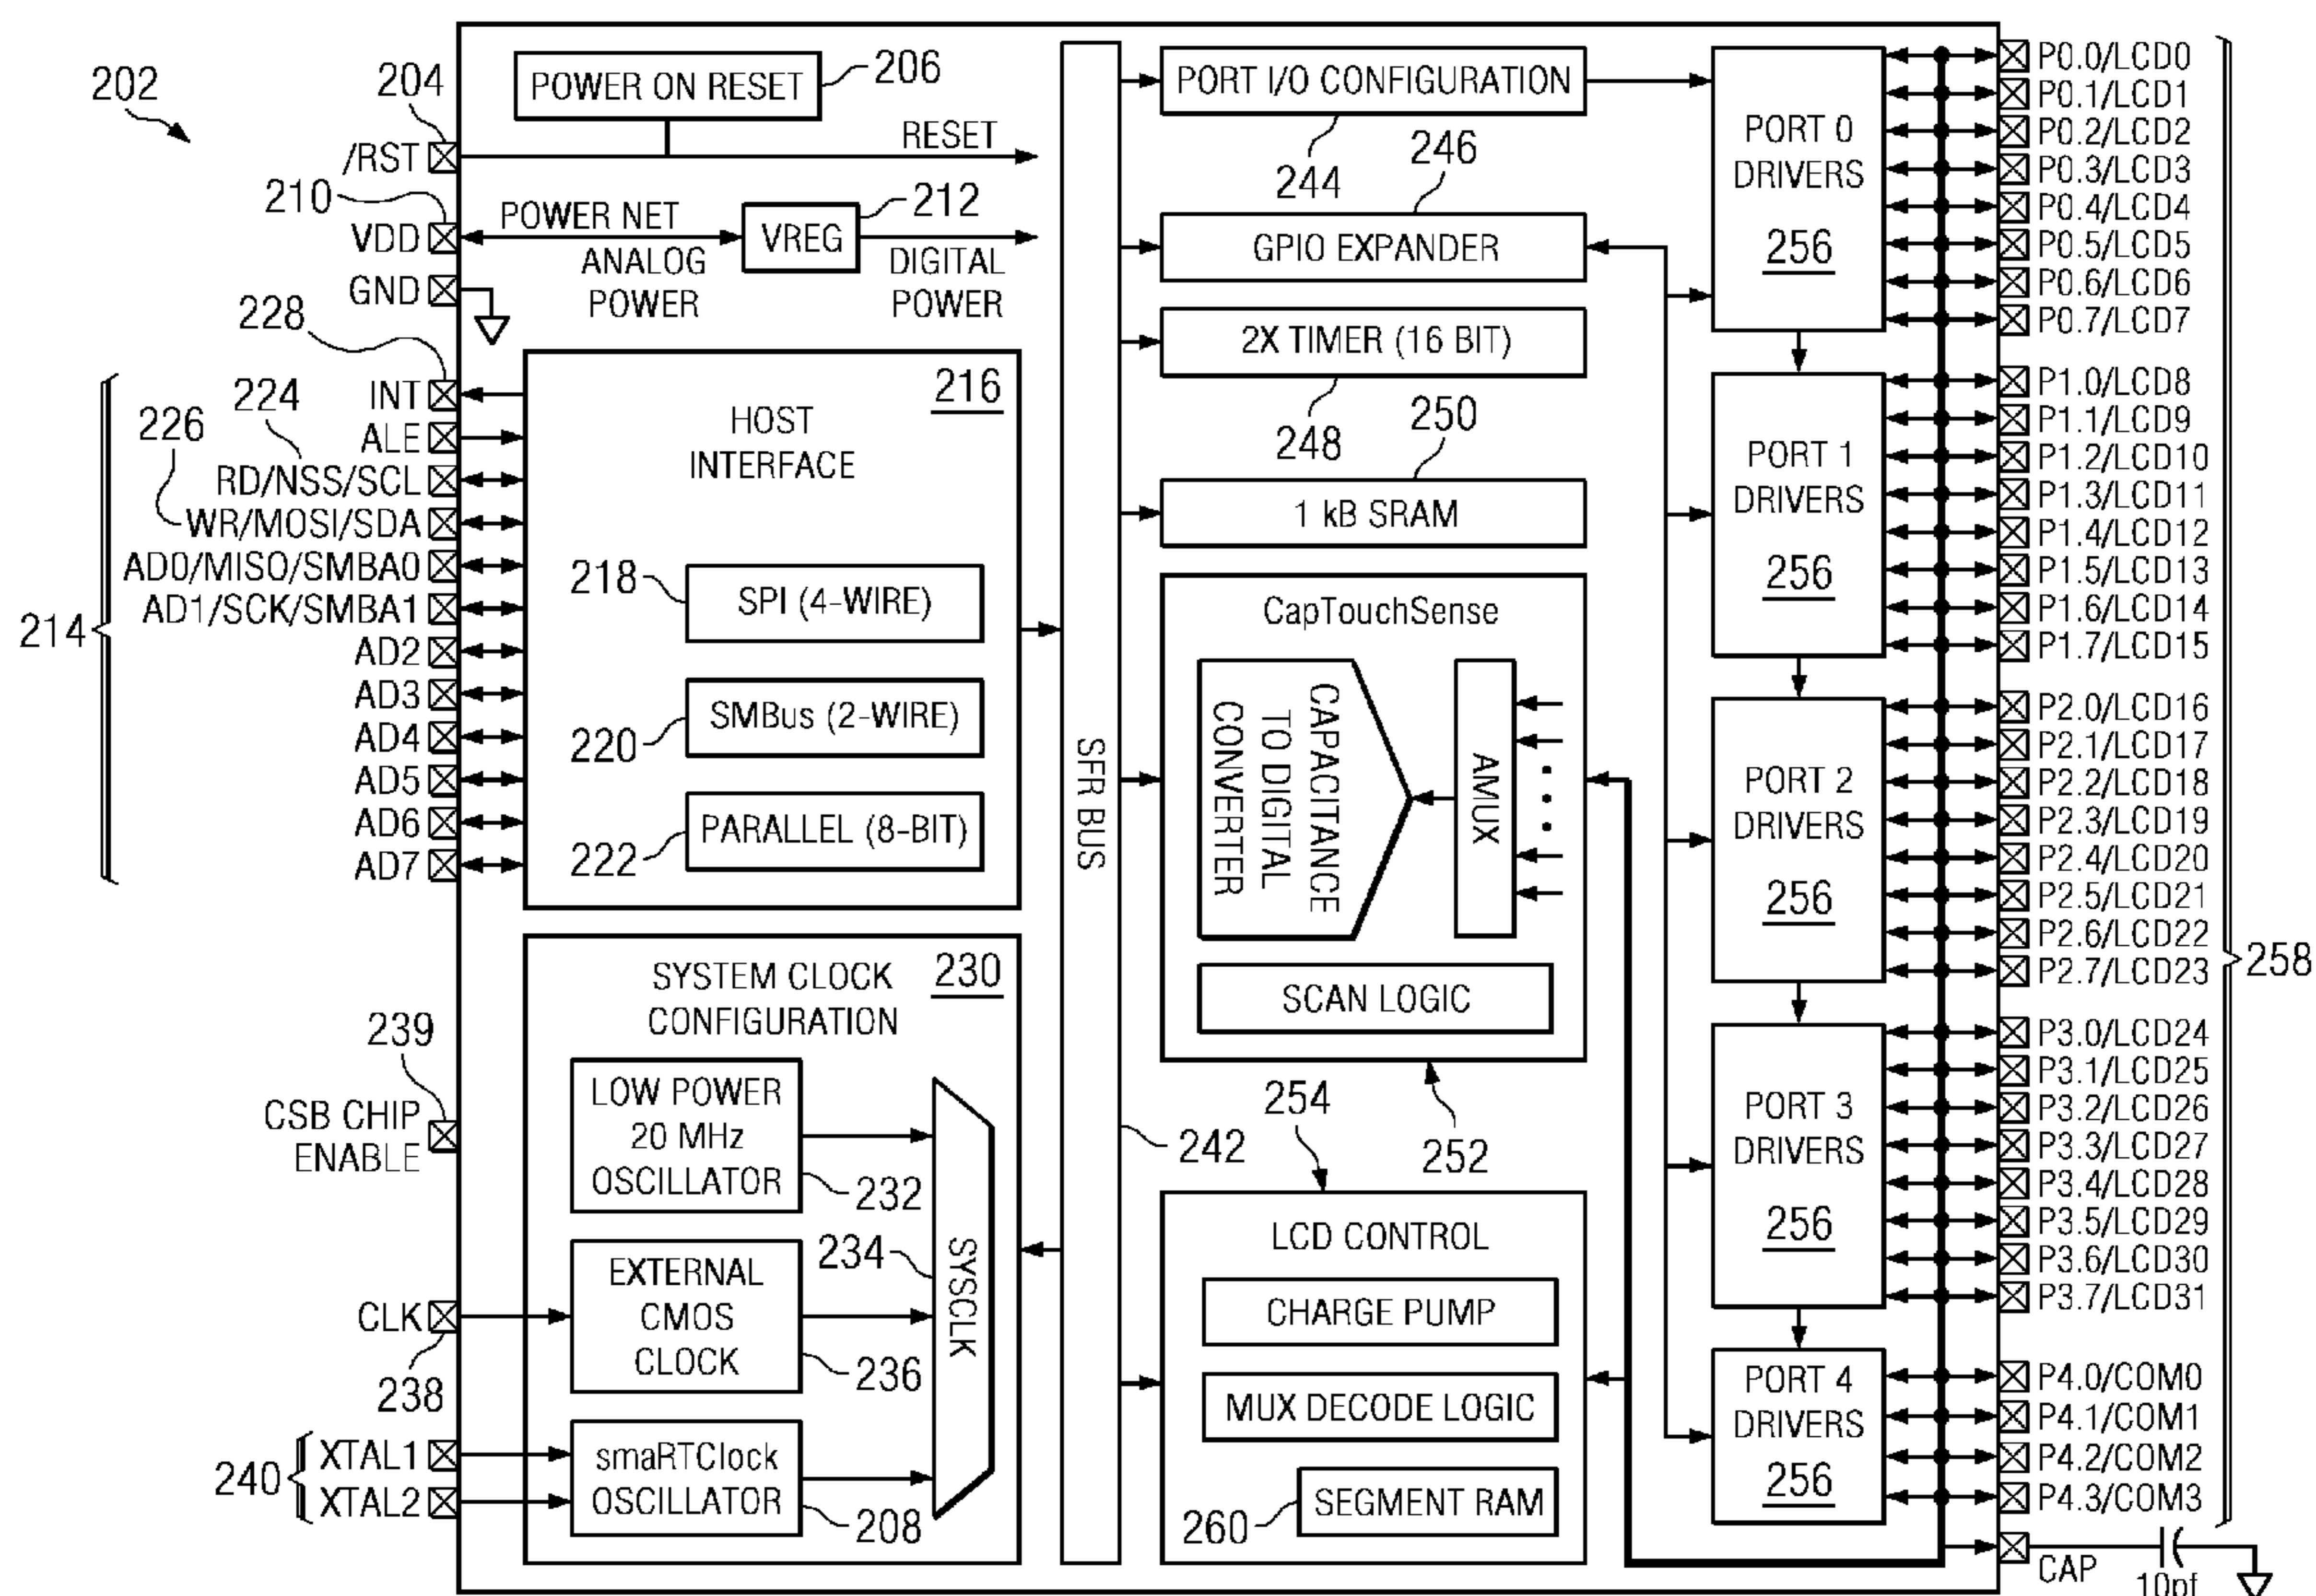 202
204
/RST
POWER ON RESET
206
RESET
210
VDD
POWER NET
ANALOG
POWER
VREG
212
DIGITAL
POWER
GND
228
214
INT
224
226
ALE
RD/NSS/SCL
WR/MOSI/SDA
AD0/MISO/SMBA0
AD1/SCK/SMBA1
AD2
AD3
AD4
AD5
AD6
AD7
216
HOST
INTERFACE
218
SPI (4-WIRE)
220
SMBus (2-WIRE)
222
PARALLEL (8-BIT)
239
CSB CHIP
ENABLE
CLK
238
240
XTAL1
XTAL2
230
SYSTEM CLOCK
CONFIGURATION
LOW POWER
20 MHz
OSCILLATOR
232
234
EXTERNAL
CMOS
CLOCK
236
smaRTClock
OSCILLATOR
208
SYSCLK
SFR BUS
242
PORT I/O CONFIGURATION
244
246
GPIO EXPANDER
2X TIMER (16 BIT)
248
250
1 kB SRAM
CapTouchSense
CAPACITANCE
TO DIGITAL
CONVERTER
AMUX
SCAN LOGIC
252
254
LCD CONTROL
CHARGE PUMP
MUX DECODE LOGIC
260
SEGMENT RAM
PORT 0
DRIVERS
256
PORT 1
DRIVERS
256
PORT 2
DRIVERS
256
PORT 3
DRIVERS
256
PORT 4
DRIVERS
256
P0.0/LCD0
P0.1/LCD1
P0.2/LCD2
P0.3/LCD3
P0.4/LCD4
P0.5/LCD5
P0.6/LCD6
P0.7/LCD7
P1.0/LCD8
P1.1/LCD9
P1.2/LCD10
P1.3/LCD11
P1.4/LCD12
P1.5/LCD13
P1.6/LCD14
P1.7/LCD15
P2.0/LCD16
P2.1/LCD17
P2.2/LCD18
P2.3/LCD19
P2.4/LCD20
P2.5/LCD21
P2.6/LCD22
P2.7/LCD23
258
P3.0/LCD24
P3.1/LCD25
P3.2/LCD26
P3.3/LCD27
P3.4/LCD28
P3.5/LCD29
P3.6/LCD30
P3.7/LCD31
P4.0/COM0
P4.1/COM1
P4.2/COM2
P4.3/COM3
CAP
10pf